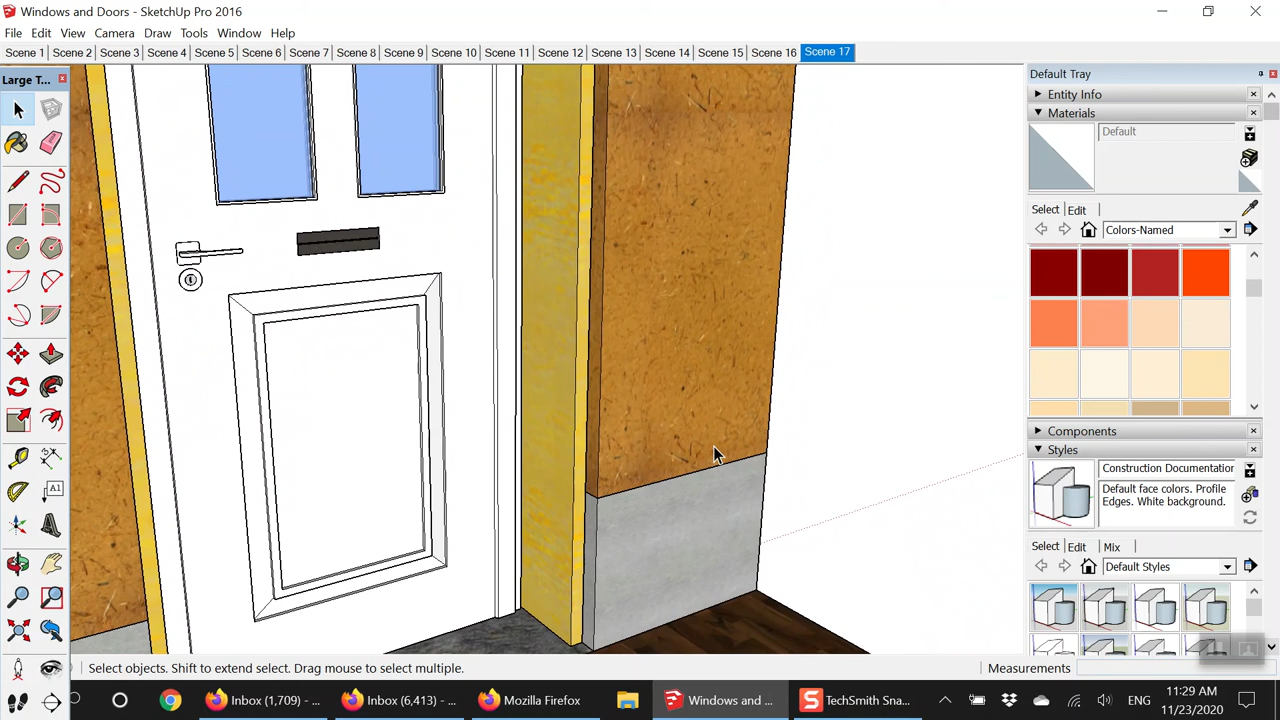 Windows and Doors - SketchUp Pro 2016
File Edit View Camera Draw Tools Window Help
Scene 1 Scene 2 Scene 3 Scene 4 Scene 5 Scene 6 Scene 7 Scene 8 Scene 9 Scene 10 Scene 11 Scene 12 Scene 13 Scene 14 Scene 15 Scene 16 Scene 17
Large T...
Default Tray
Entity Info
Materials
Default
Select Edit
Colors-Named
Components
Styles
Construction Documentation
Default face colors. Profile
Edges. White background.
Select Edit Mix
Default Styles
Select objects. Shift to extend select. Drag mouse to select multiple.
Measurements
Inbox (1,709) - ...
Inbox (6,413) - ...
Mozilla Firefox
Windows and ...
TechSmith Sna...
ENG
11:29 AM
11/23/2020